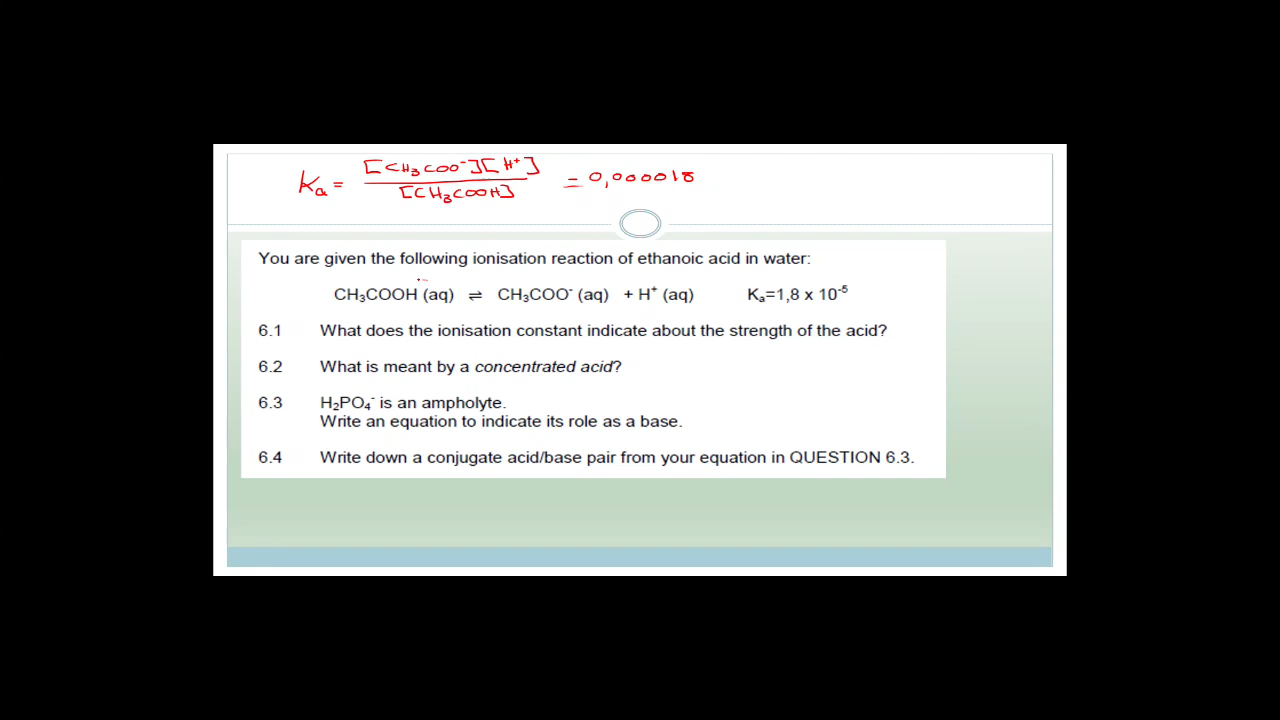 Ka = [CH₃COO⁻][H⁺] / [CH₃COOH] = 0,000018
You are given the following ionisation reaction of ethanoic acid in water:
CH₃COOH (aq) ⇌ CH₃COO⁻ (aq) + H⁺ (aq) Kₐ=1,8 x 10⁻⁵
6.1 What does the ionisation constant indicate about the strength of the acid?
6.2 What is meant by a concentrated acid?
6.3 H₂PO₄⁻ is an ampholyte.
Write an equation to indicate its role as a base.
6.4 Write down a conjugate acid/base pair from your equation in QUESTION 6.3.